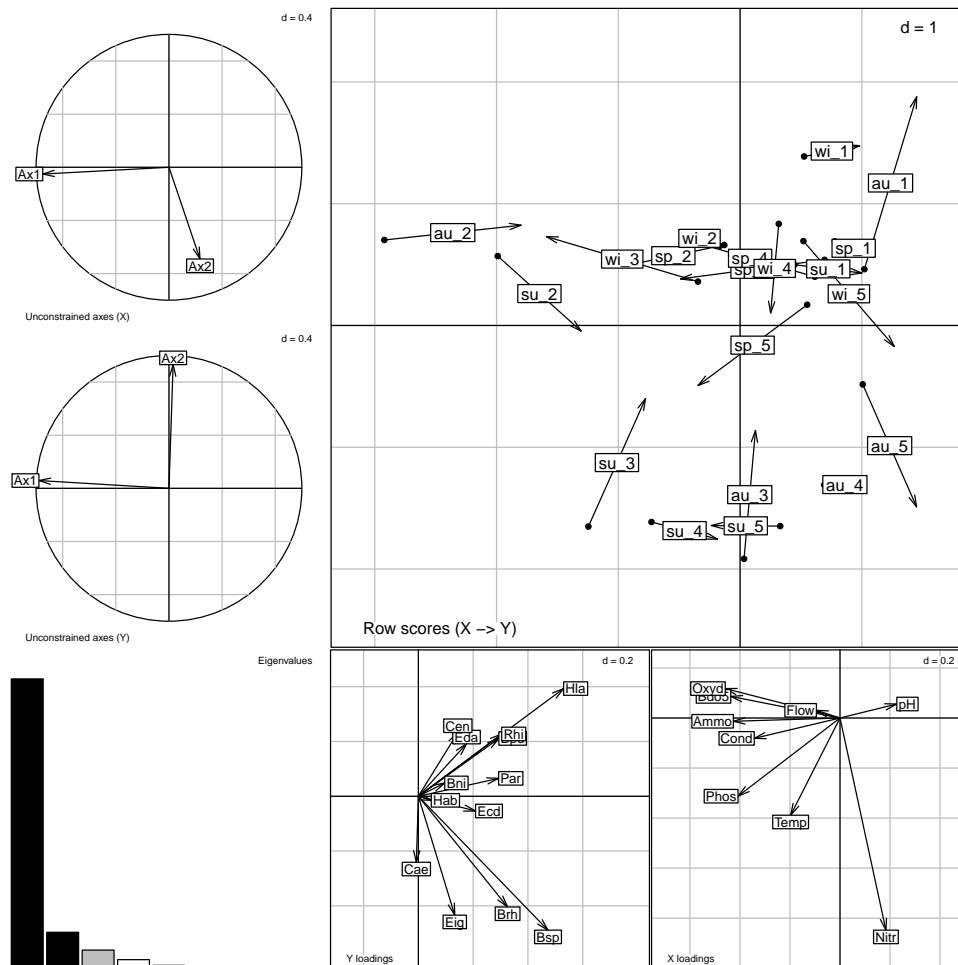 d = 0.4
Ax1
Ax2
Unconstrained axes (X)
d = 0.4
Ax2
Ax1
Unconstrained axes (Y)
Eigenvalues
d = 1
wi_1
au_1
au_2
wi_2
sp_1
wi_3
sp_2
sp_4
wi_4
su_1
su_2
wi_5
sp_5
su_3
au_5
au_4
au_3
su_4
su_5
Row scores (X −> Y)
d = 0.2
Hla
Cen
Eda
Rhi
Bni
Par
Hab
Ecd
Cae
Eig
Brh
Bsp
Y loadings
d = 0.2
Oxyd
Flow
pH
Ammo
Cond
Phos
Temp
Nitr
X loadings